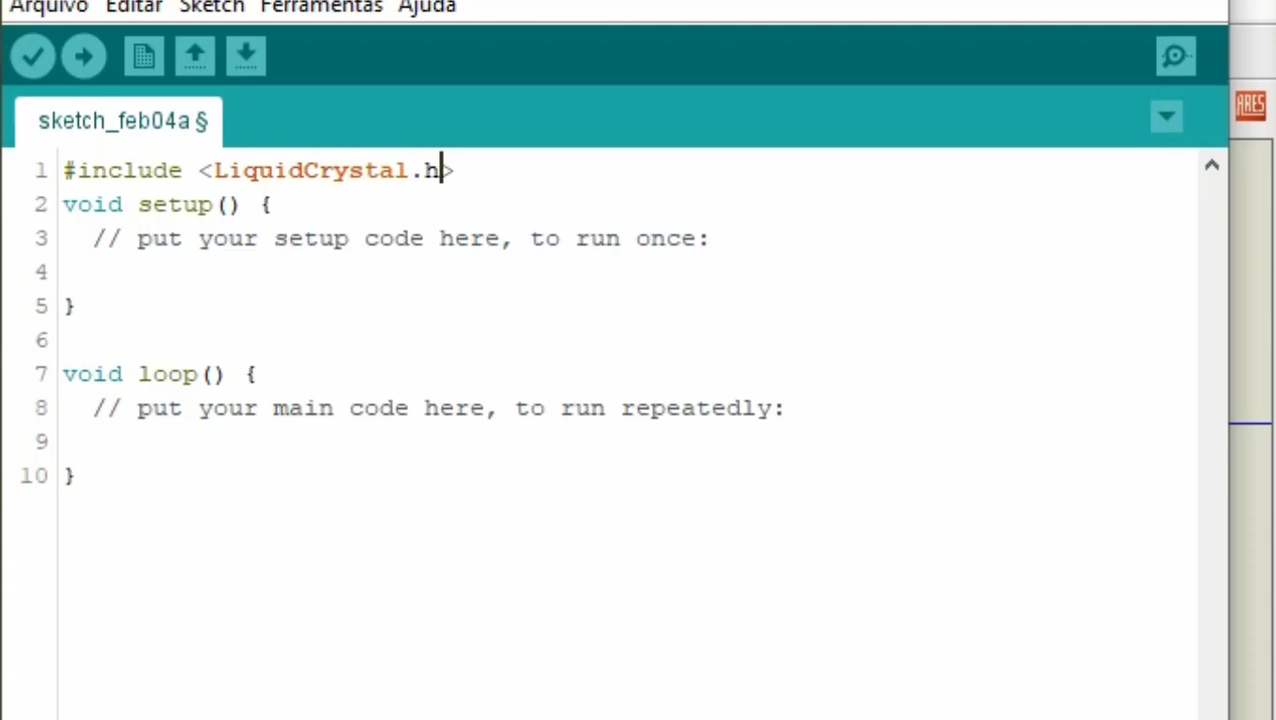 Arquivo Editar Sketch Ferramentas Ajuda
sketch_feb04a §
ARES
1 #include <LiquidCrystal.h>
2 void setup() {
3 // put your setup code here, to run once:
4
5 }
6
7 void loop() {
8 // put your main code here, to run repeatedly:
9
10 }